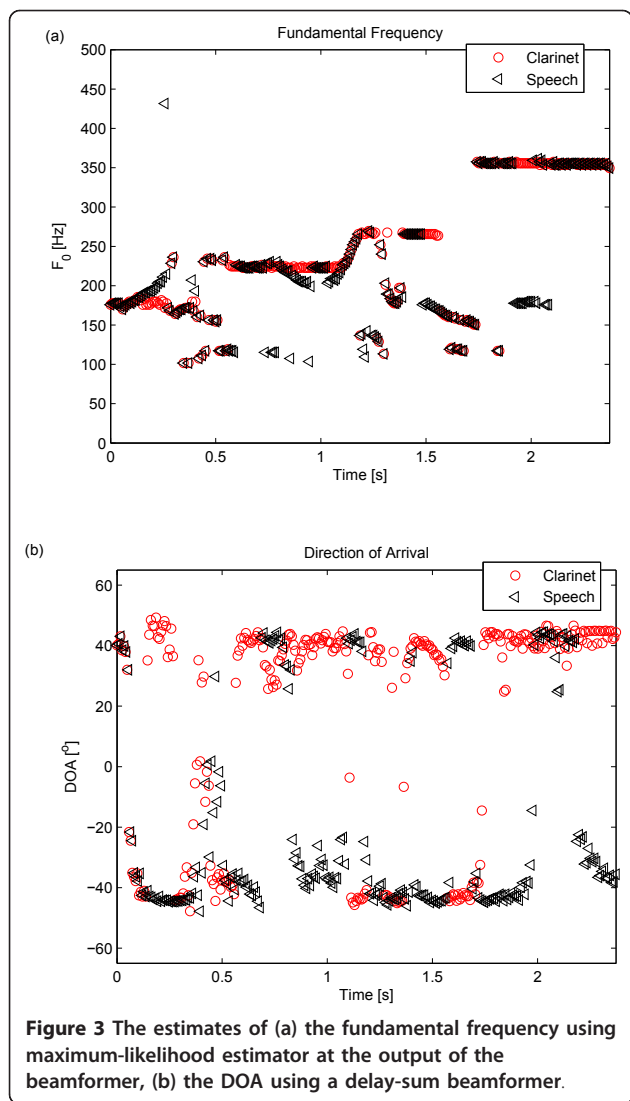 (a)
Fundamental Frequency
500
450
400
350
300
250
200
150
100
50
0
F0 [Hz]
Clarinet
Speech
0 0.5 1 1.5 2
Time [s]
(b)
Direction of Arrival
60
40
20
0
-20
-40
-60
DOA [°]
Clarinet
Speech
0 0.5 1 1.5 2
Time [s]
Figure 3 The estimates of (a) the fundamental frequency using
maximum-likelihood estimator at the output of the
beamformer, (b) the DOA using a delay-sum beamformer.